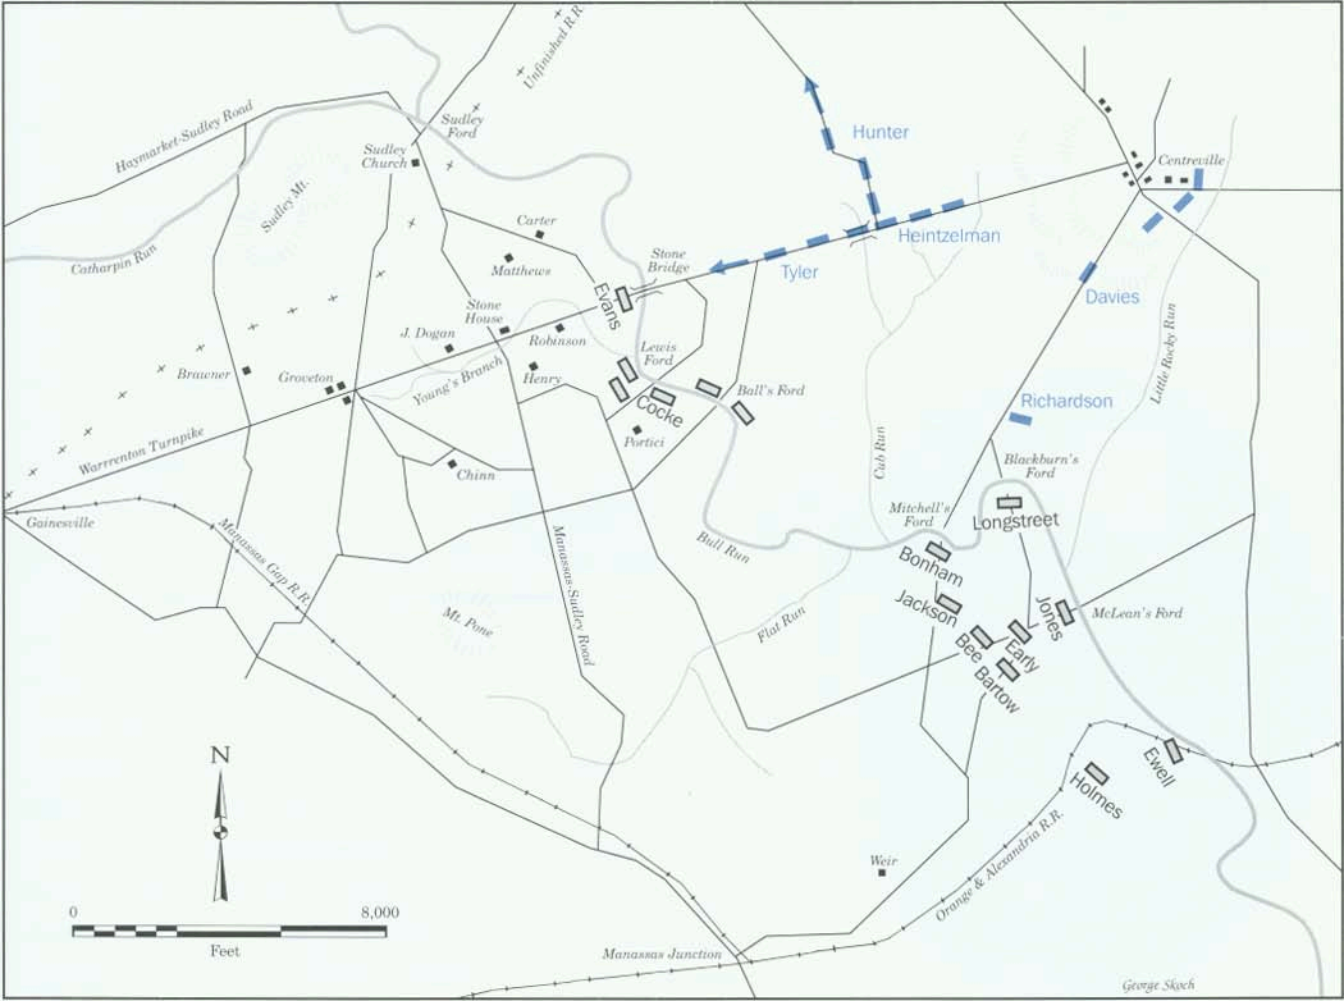 Haymarket-Sudley Road
Unfinished R.R.
Sudley
Ford
Sudley
Church
Sudley Mt.
Catharpin Run
Hunter
Centreville
Heintzelman
Tyler
Davies
Carter
Matthews
Stone
Bridge
Evans
Stone
House
J. Dogan
Robinson
Lewis
Ford
Henry
Young's Branch
Brawner
Groveton
Cocke
Ball's Ford
Portici
Chinn
Warrrenton Turnpike
Gainesville
Manassas Gap R.R.
Manassas-Sudley Road
Mt. Pone
Bull Run
Flat Run
Cub Run
Little Rocky Run
Richardson
Blackburn's
Ford
Mitchell's
Ford
Longstreet
Bonham
Jackson
Bee
Early
Bartow
Jones
McLean's Ford
Ewell
Holmes
Orange & Alexandria R.R.
Weir
Manassas Junction
N
0 8,000
Feet
George Skoch